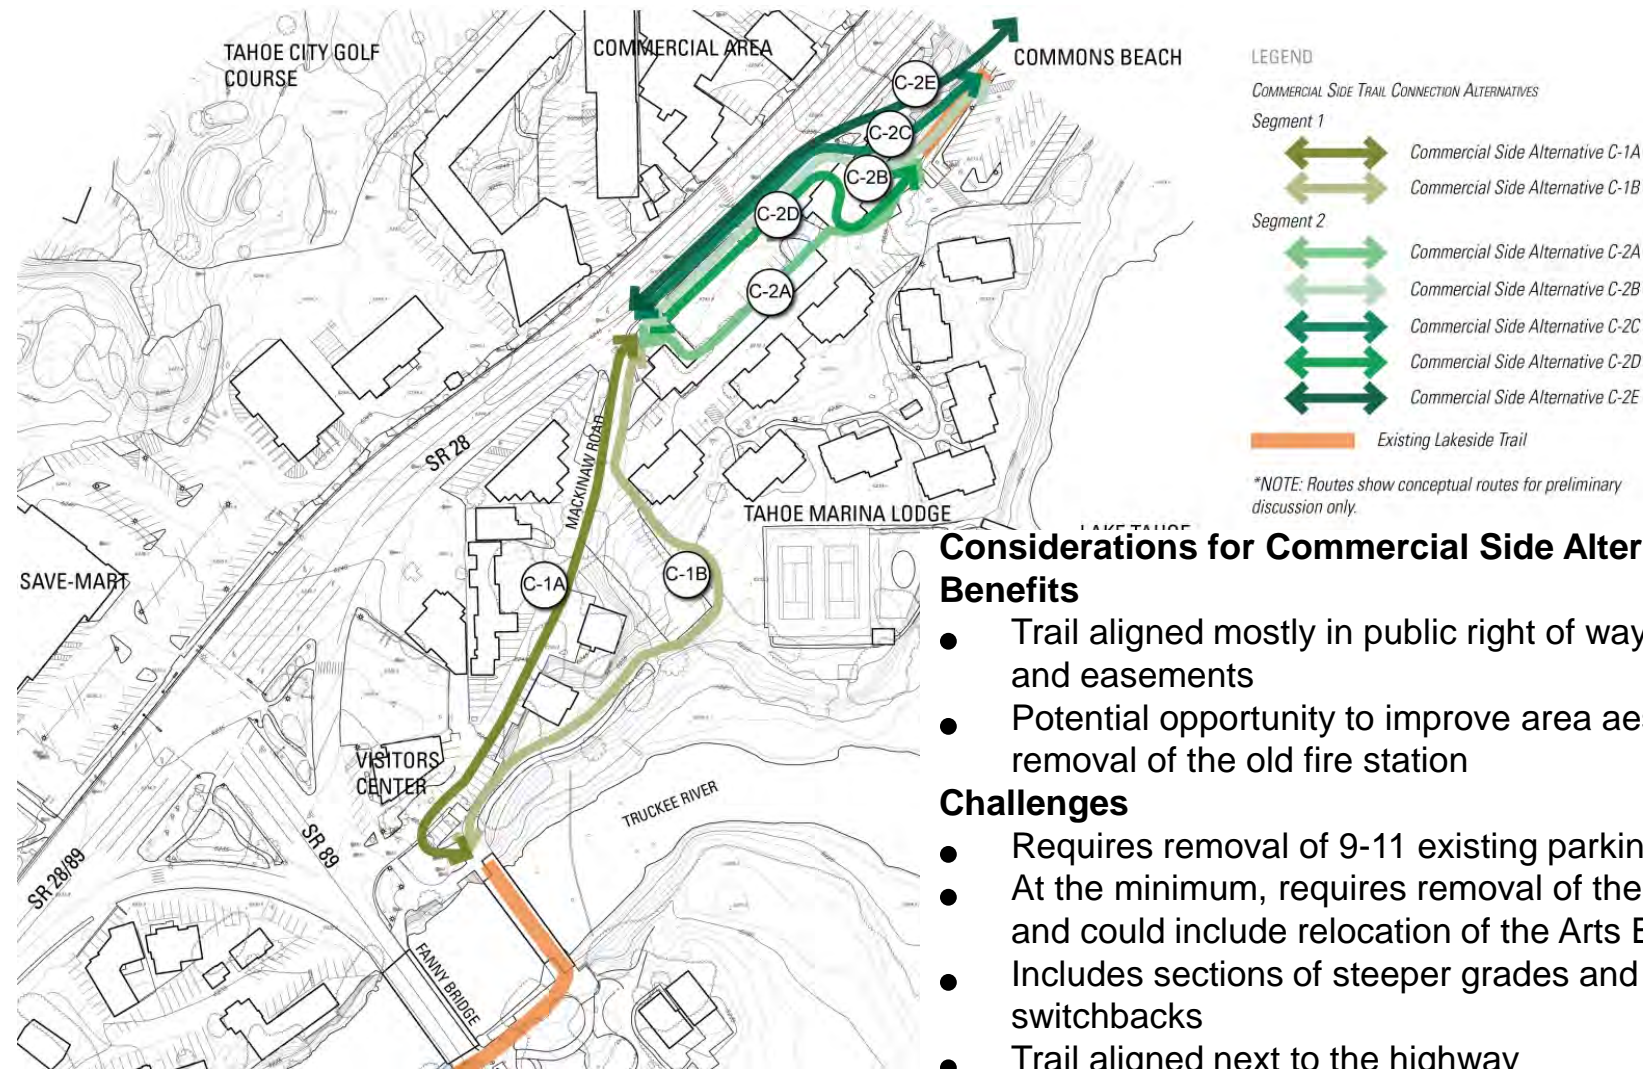 TAHOE CITY GOLF
COURSE
COMMERCIAL AREA
COMMONS BEACH
C-2E
C-2C
C-2B
C-2D
C-2A
SR 28
MACKINAW ROAD
TAHOE MARINA LODGE
LAKE TAHOE
SAVE-MART
C-1A
C-1B
VISITORS
CENTER
TRUCKEE RIVER
SR 89
SR 28/89
FANNY BRIDGE
LEGEND
COMMERCIAL SIDE TRAIL CONNECTION ALTERNATIVES
Segment 1
Commercial Side Alternative C-1A
Commercial Side Alternative C-1B
Segment 2
Commercial Side Alternative C-2A
Commercial Side Alternative C-2B
Commercial Side Alternative C-2C
Commercial Side Alternative C-2D
Commercial Side Alternative C-2E
Existing Lakeside Trail
*NOTE: Routes show conceptual routes for preliminary
discussion only.
Considerations for Commercial Side Alter
Benefits
● Trail aligned mostly in public right of way
and easements
● Potential opportunity to improve area aes
removal of the old fire station
Challenges
● Requires removal of 9-11 existing parkin
● At the minimum, requires removal of the
and could include relocation of the Arts B
● Includes sections of steeper grades and
switchbacks
● Trail aligned next to the highway